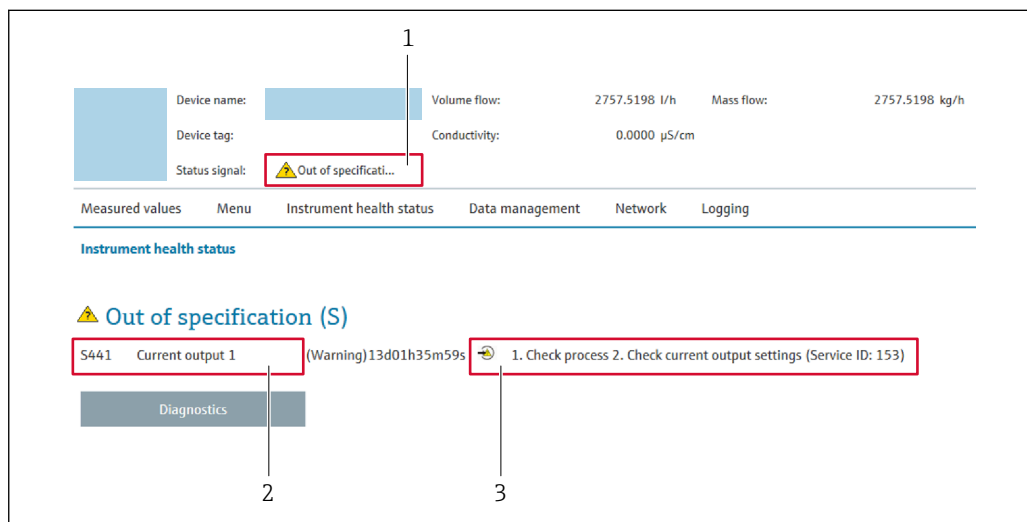 1
Device name: Volume flow: 2757.5198 l/h Mass flow: 2757.5198 kg/h
Device tag: Conductivity: 0.0000 µS/cm
Status signal: Out of specificati...
Measured values Menu Instrument health status Data management Network Logging
Instrument health status
Out of specification (S)
S441 Current output 1 (Warning)13d01h35m59s 1. Check process 2. Check current output settings (Service ID: 153)
Diagnostics
2 3